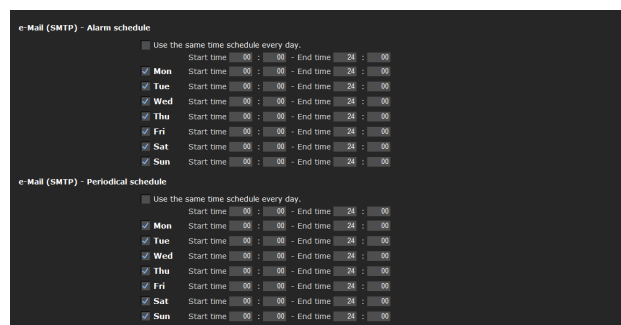 e-Mail (SMTP) - Alarm schedule
Use the same time schedule every day.
Start time 00 : 00 - End time 24 : 00
Mon Start time 00 : 00 - End time 24 : 00
Tue Start time 00 : 00 - End time 24 : 00
Wed Start time 00 : 00 - End time 24 : 00
Thu Start time 00 : 00 - End time 24 : 00
Fri Start time 00 : 00 - End time 24 : 00
Sat Start time 00 : 00 - End time 24 : 00
Sun Start time 00 : 00 - End time 24 : 00
e-Mail (SMTP) - Periodical schedule
Use the same time schedule every day.
Start time 00 : 00 - End time 24 : 00
Mon Start time 00 : 00 - End time 24 : 00
Tue Start time 00 : 00 - End time 24 : 00
Wed Start time 00 : 00 - End time 24 : 00
Thu Start time 00 : 00 - End time 24 : 00
Fri Start time 00 : 00 - End time 24 : 00
Sat Start time 00 : 00 - End time 24 : 00
Sun Start time 00 : 00 - End time 24 : 00